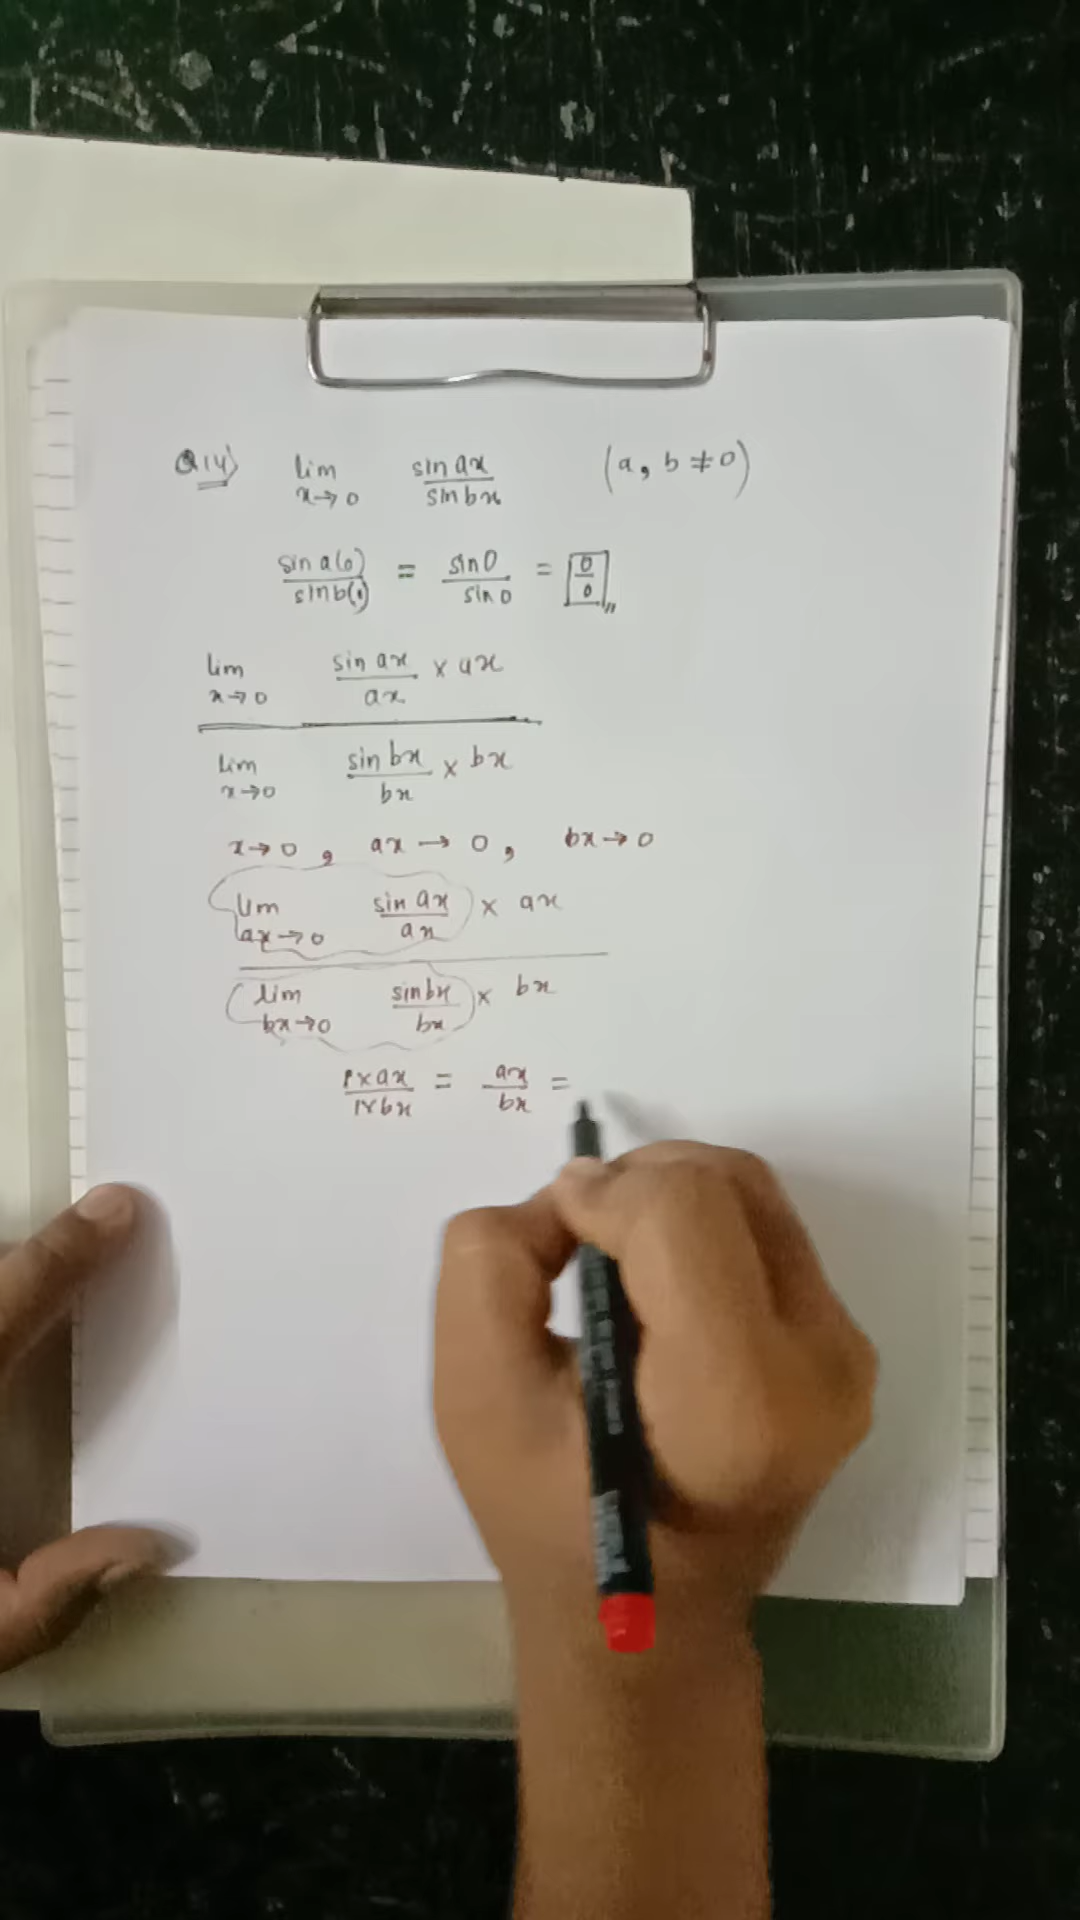 Q14) lim x→0 sin ax / sin bx (a, b ≠ 0)
sin a(0) / sin b(0) = sin 0 / sin 0 = 0/0
lim x→0 sin ax / ax × ax
lim x→0 sin bx / bx × bx
x→0, ax→0, bx→0
lim ax→0 sin ax / ax × ax
lim bx→0 sin bx / bx × bx
1×ax / 1×bx = ax / bx =